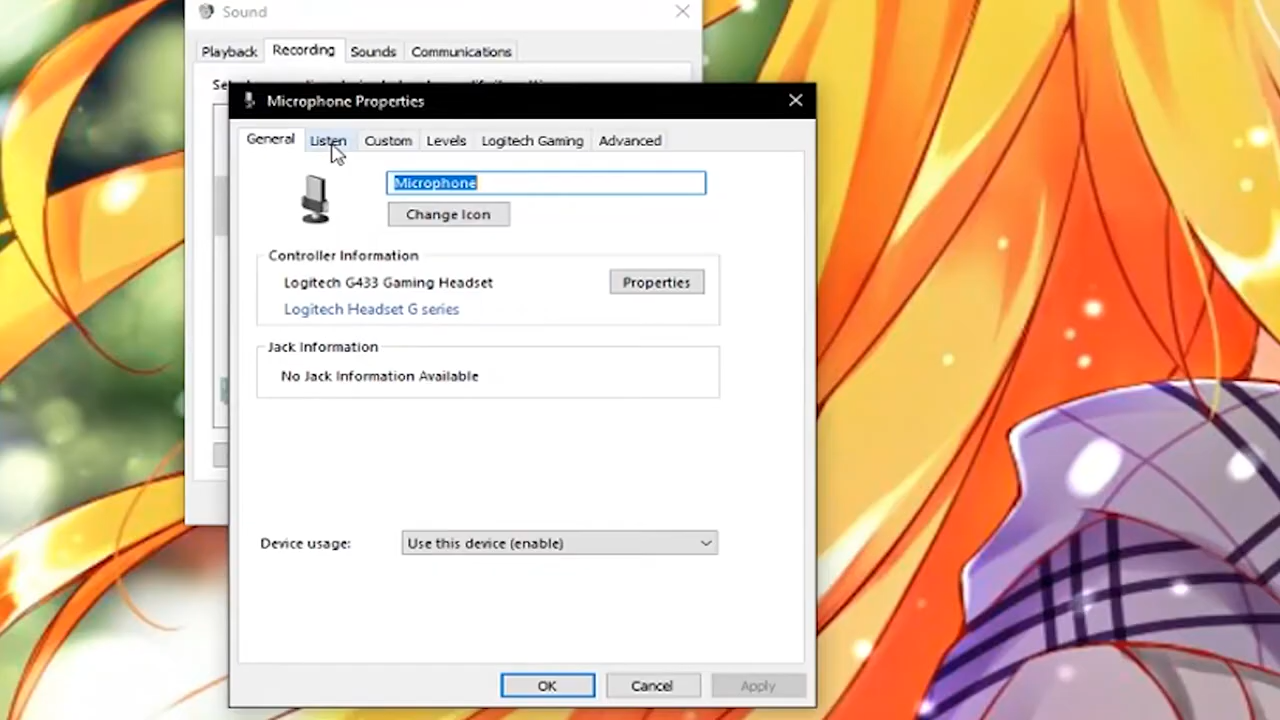 Sound
Playback Recording Sounds Communications
Microphone Properties
General Listen Custom Levels Logitech Gaming Advanced
Microphone
Change Icon
Controller Information
Logitech G433 Gaming Headset Properties
Logitech Headset G series
Jack Information
No Jack Information Available
Device usage: Use this device (enable)
OK Cancel Apply